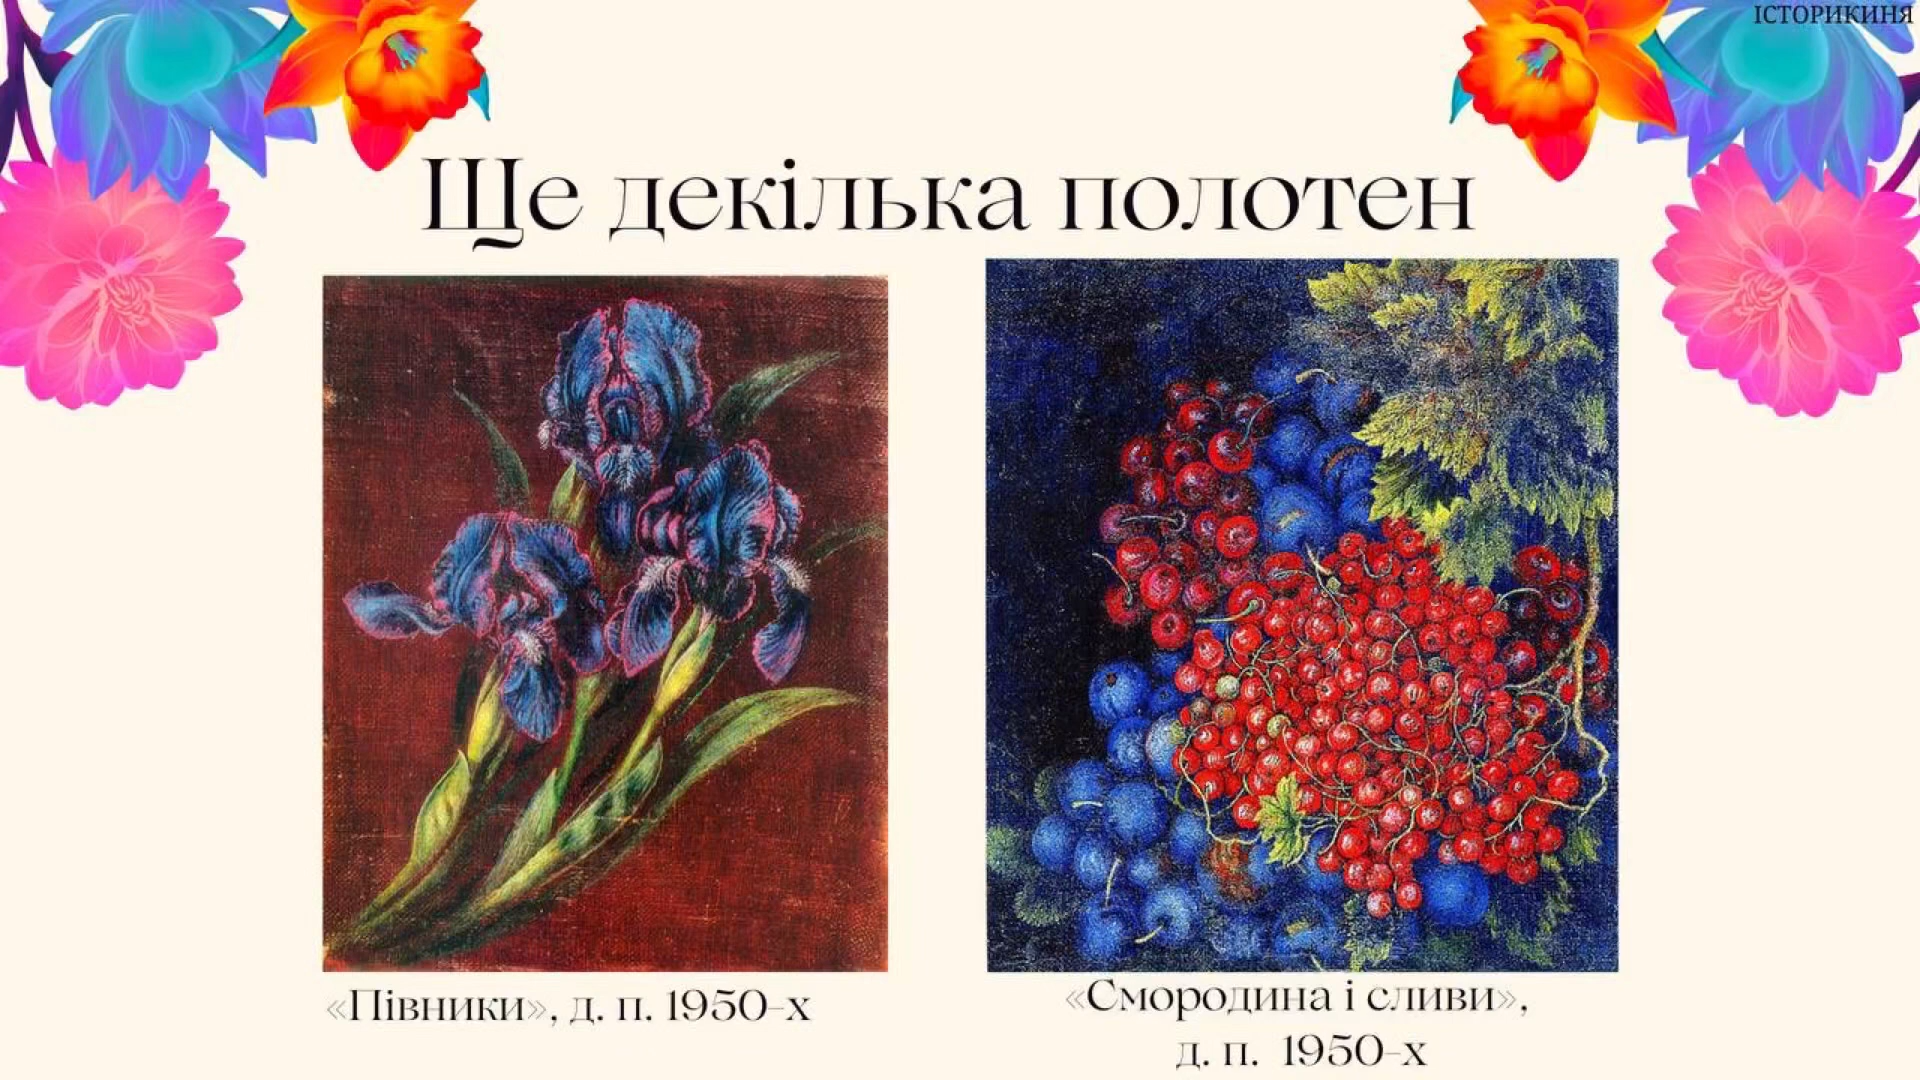 ІСТОРИКИНЯ
Ще декілька полотен
«Півники», д. п. 1950-х
«Смородина і сливи»,
д. п. 1950-х